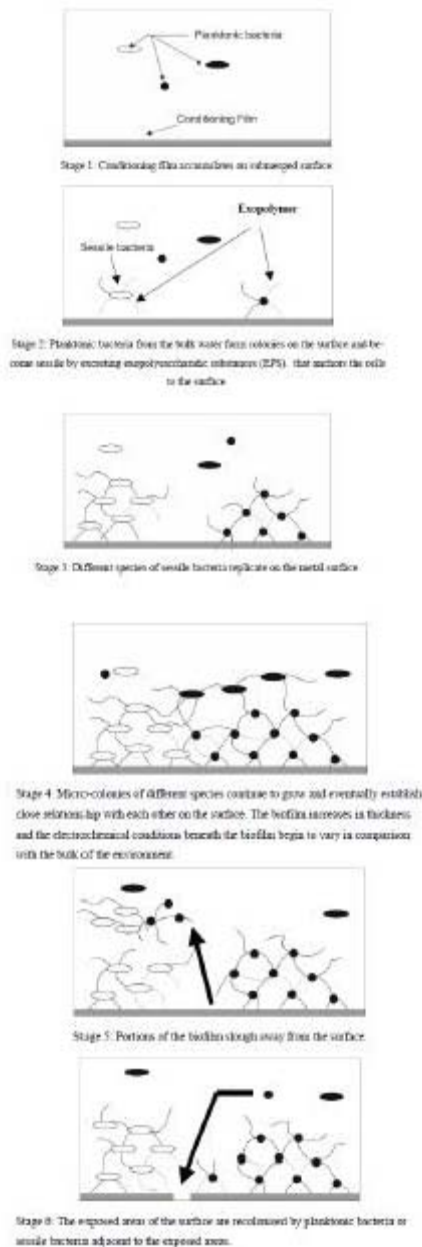 Planktonic bacteria
Conditioning Film
Stage 1: Conditioning film accumulates on submerged surface
Exopolymer
Sessile bacteria
Stage 2: Planktonic bacteria from the bulk water form colonies on the surface and be-
come sessile by excreting exopolysaccharidic substances (EPS). that anchors the cells
to the surface
Stage 3: Different species of sessile bacteria replicate on the metal surface
Stage 4: Micro-colonies of different species continue to grow and eventually establish
close relationship with each other on the surface. The biofilm increases in thickness
and the electrochemical conditions beneath the biofilm begin to vary in comparison
with the bulk of the environment.
Stage 5: Portions of the biofilm slough away from the surface.
Stage 6: The exposed areas of the surface are recolonised by planktonic bacteria or
sessile bacteria adjacent to the exposed areas.